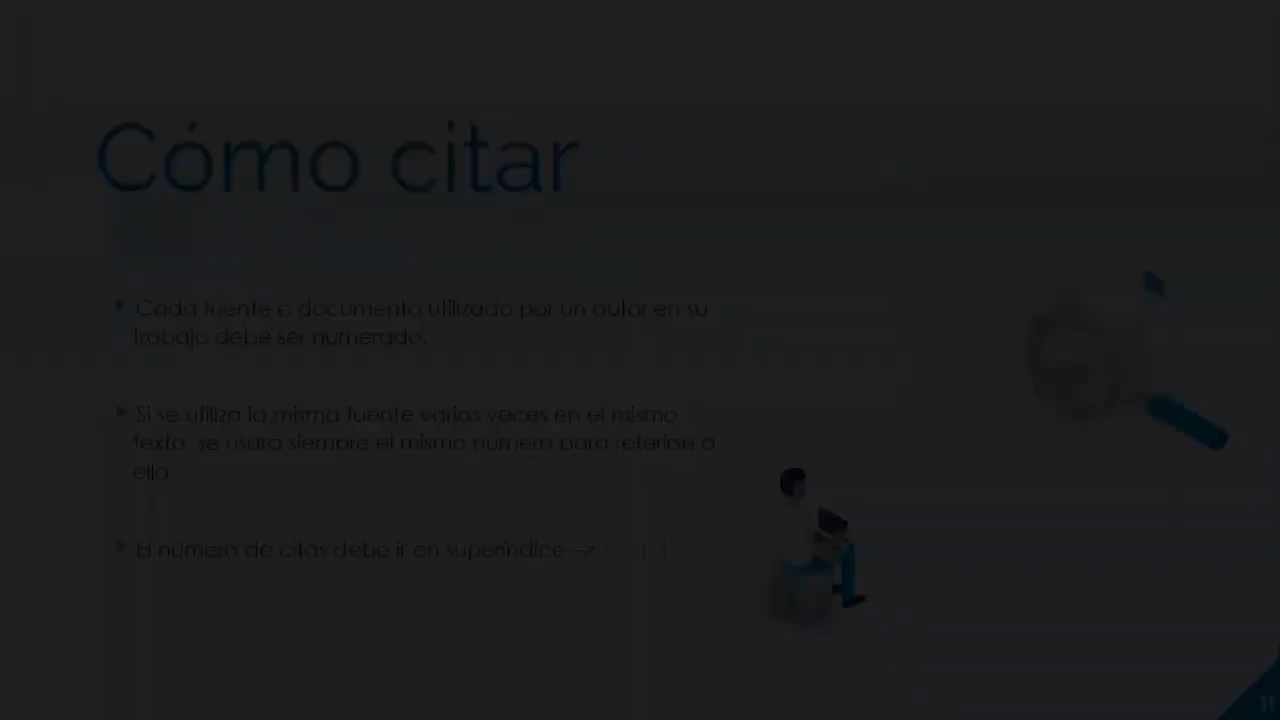 Cómo citar
Cada fuente o documento utilizado por un autor en su
trabajo debe ser numerado.
Si se utiliza la misma fuente varias veces en el mismo
texto, se usará siempre el mismo número para referirse a
ella.
El número de citas debe ir en superíndice -->